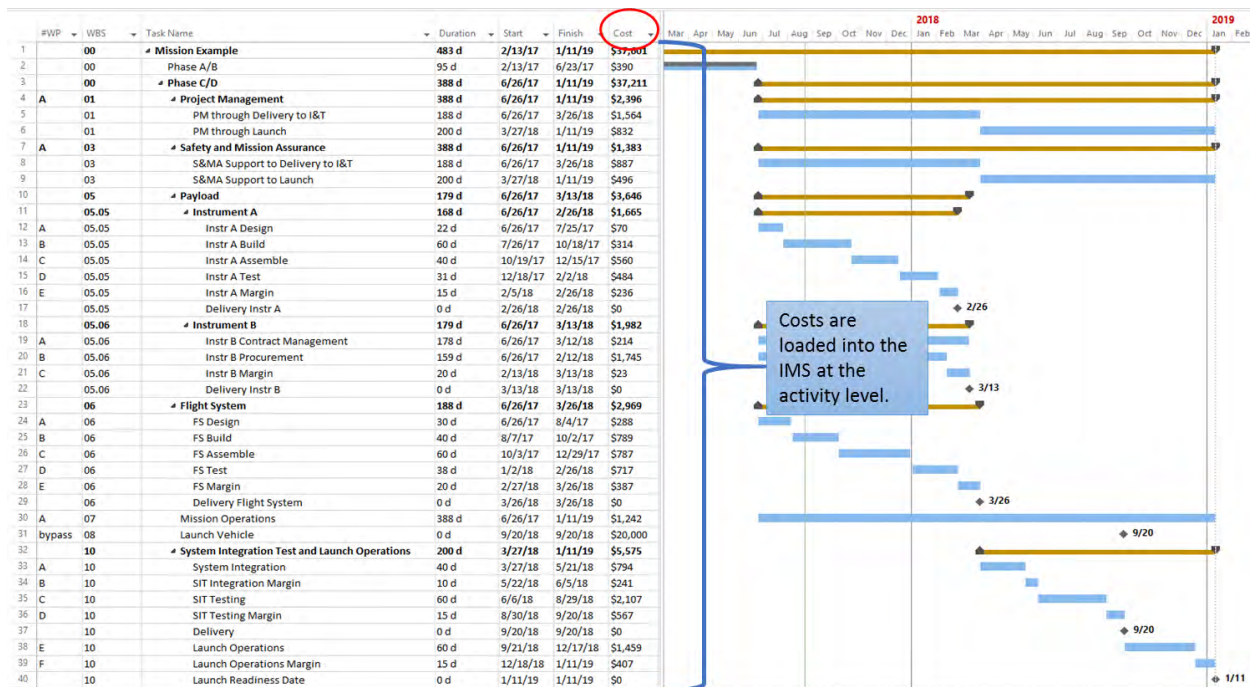 2018 2019
#WP WBS Task Name Duration Start Finish Cost Mar Apr May Jun Jul Aug Sep Oct Nov Dec Jan Feb Mar Apr May Jun Jul Aug Sep Oct Nov Dec Jan Feb
1 00 Mission Example 483 d 2/13/17 1/11/19 $37,601
2 00 Phase A/B 95 d 2/13/17 6/23/17 $390
3 00 Phase C/D 388 d 6/26/17 1/11/19 $37,211
4 A 01 Project Management 388 d 6/26/17 1/11/19 $2,396
5 01 PM through Delivery to I&T 188 d 6/26/17 3/26/18 $1,564
6 01 PM through Launch 200 d 3/27/18 1/11/19 $832
7 A 03 Safety and Mission Assurance 388 d 6/26/17 1/11/19 $1,383
8 03 S&MA Support to Delivery to I&T 188 d 6/26/17 3/26/18 $887
9 03 S&MA Support to Launch 200 d 3/27/18 1/11/19 $496
10 05 Payload 179 d 6/26/17 3/13/18 $3,646
11 05.05 Instrument A 168 d 6/26/17 2/26/18 $1,665
12 A 05.05 Instr A Design 22 d 6/26/17 7/25/17 $70
13 B 05.05 Instr A Build 60 d 7/26/17 10/18/17 $314
14 C 05.05 Instr A Assemble 40 d 10/19/17 12/15/17 $560
15 D 05.05 Instr A Test 31 d 12/18/17 2/2/18 $484
16 E 05.05 Instr A Margin 15 d 2/5/18 2/26/18 $236
17 05.05 Delivery Instr A 0 d 2/26/18 2/26/18 $0 2/26
18 05.06 Instrument B 179 d 6/26/17 3/13/18 $1,982
19 A 05.06 Instr B Contract Management 178 d 6/26/17 3/12/18 $214
20 B 05.06 Instr B Procurement 159 d 6/26/17 2/12/18 $1,745
21 C 05.06 Instr B Margin 20 d 2/13/18 3/13/18 $23
22 05.06 Delivery Instr B 0 d 3/13/18 3/13/18 $0 3/13
Costs are
loaded into the
IMS at the
activity level.
23 06 Flight System 188 d 6/26/17 3/26/18 $2,969
24 A 06 FS Design 30 d 6/26/17 8/4/17 $288
25 B 06 FS Build 40 d 8/7/17 10/2/17 $789
26 C 06 FS Assemble 60 d 10/3/17 12/29/17 $787
27 D 06 FS Test 38 d 1/2/18 2/26/18 $717
28 E 06 FS Margin 20 d 2/27/18 3/26/18 $387
29 06 Delivery Flight System 0 d 3/26/18 3/26/18 $0 3/26
30 A 07 Mission Operations 388 d 6/26/17 1/11/19 $1,242
31 bypass 08 Launch Vehicle 0 d 9/20/18 9/20/18 $20,000 9/20
32 10 System Integration Test and Launch Operations 200 d 3/27/18 1/11/19 $5,575
33 A 10 System Integration 40 d 3/27/18 5/21/18 $794
34 B 10 SIT Integration Margin 10 d 5/22/18 6/5/18 $241
35 C 10 SIT Testing 60 d 6/6/18 8/29/18 $2,107
36 D 10 SIT Testing Margin 15 d 8/30/18 9/20/18 $567
37 10 Delivery 0 d 9/20/18 9/20/18 $0 9/20
38 E 10 Launch Operations 60 d 9/21/18 12/17/18 $1,459
39 F 10 Launch Operations Margin 15 d 12/18/18 1/11/19 $407
40 10 Launch Readiness Date 0 d 1/11/19 1/11/19 $0 1/11